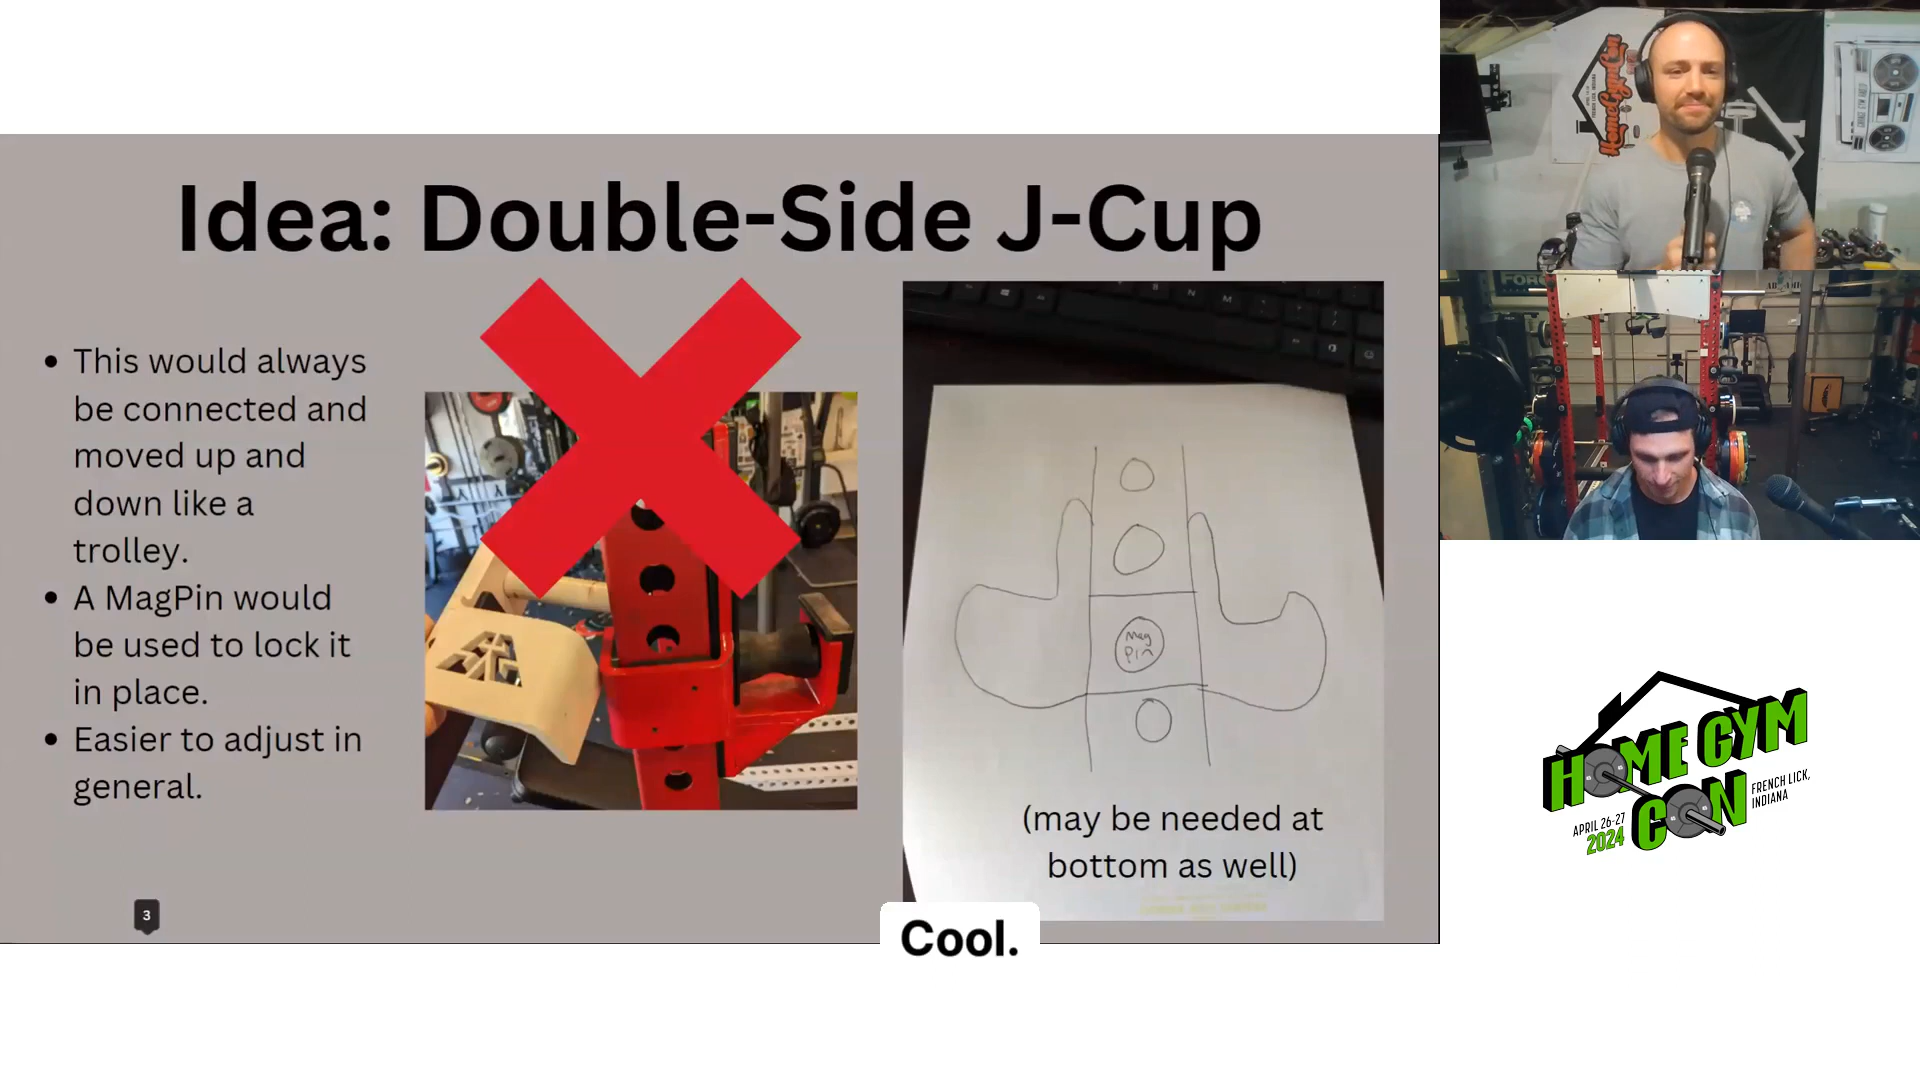 Idea: Double-Side J-Cup
This would always
be connected and
moved up and
down like a
trolley.
A MagPin would
be used to lock it
in place.
Easier to adjust in
general.
Mag
Pin
(may be needed at
bottom as well)
3
Cool.
HomeGymCon
FORCE
HOME GYM
CON
FRENCH LICK,
INDIANA
APRIL 26-27
2024